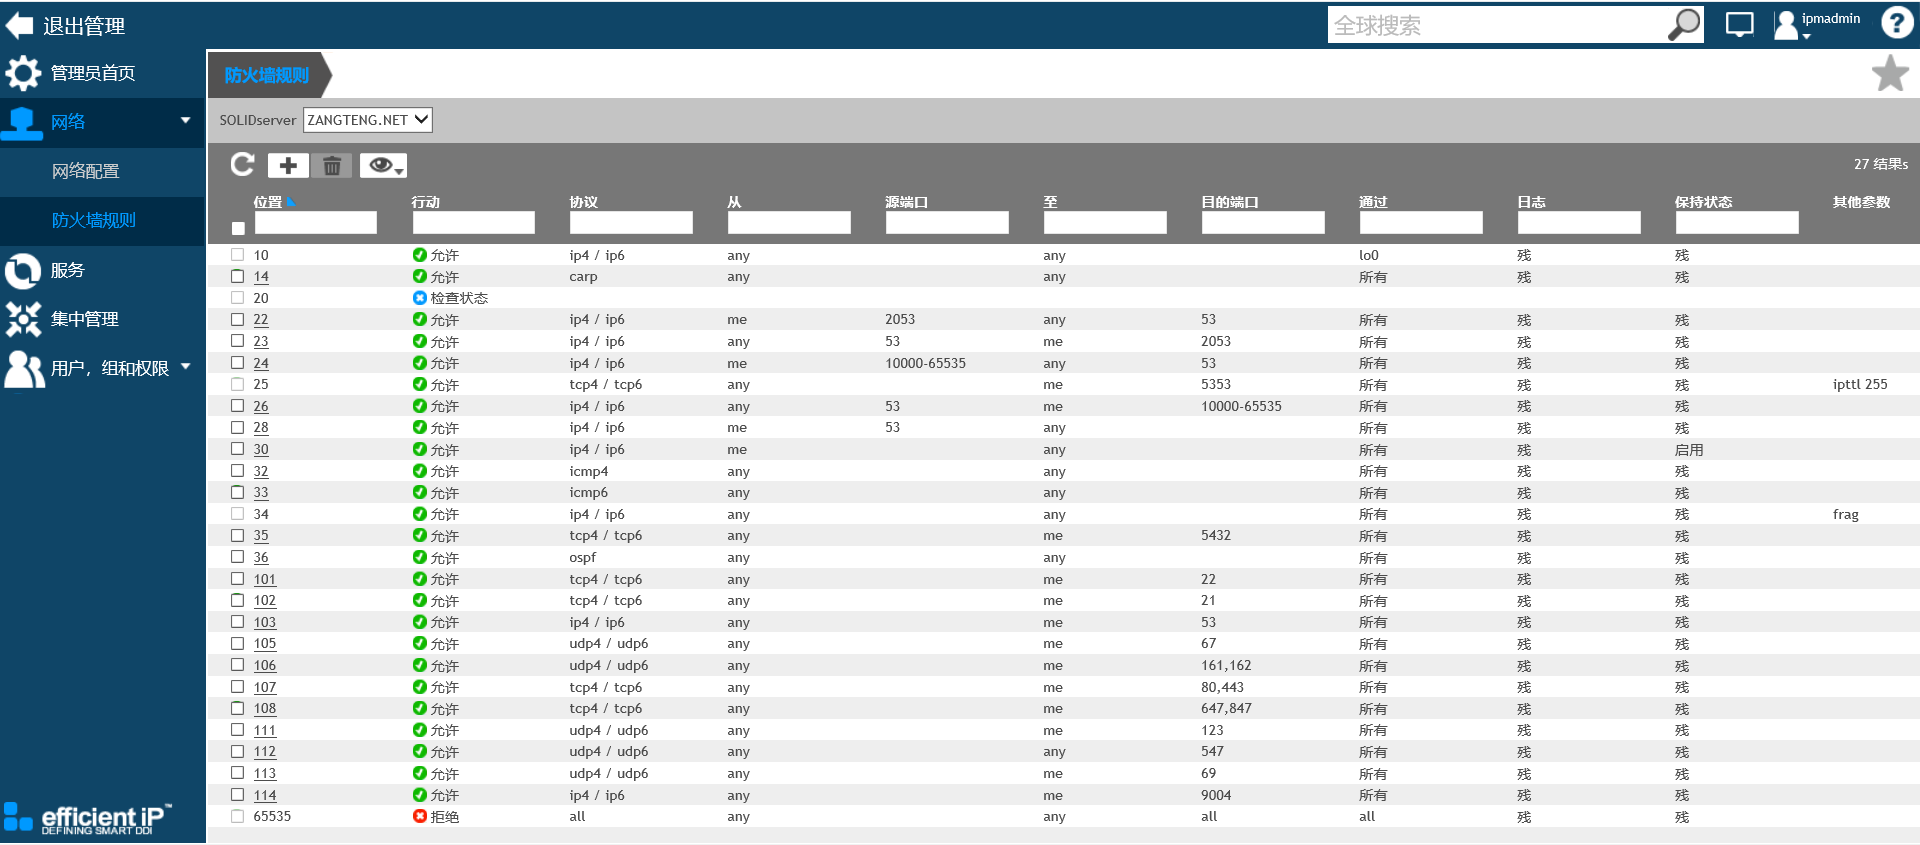 退出管理
全球搜索
ipmadmin
?
管理员首页
网络
网络配置
防火墙规则
服务
集中管理
用户，组和权限
防火墙规则
SOLIDserver ZANGTENG.NET
27 结果s
位置 行动 协议 从 源端口 至 目的端口 通过 日志 保持状态 其他参数
10 允许 ip4 / ip6 any any lo0 残 残
14 允许 carp any any 所有 残 残
20 检查状态
22 允许 ip4 / ip6 me 2053 any 53 所有 残 残
23 允许 ip4 / ip6 any 53 me 2053 所有 残 残
24 允许 ip4 / ip6 me 10000-65535 any 53 所有 残 残
25 允许 tcp4 / tcp6 any me 5353 所有 残 残 ipttl 255
26 允许 ip4 / ip6 any 53 me 10000-65535 所有 残 残
28 允许 ip4 / ip6 me 53 any 所有 残 残
30 允许 ip4 / ip6 me any 所有 残 启用
32 允许 icmp4 any any 所有 残 残
33 允许 icmp6 any any 所有 残 残
34 允许 ip4 / ip6 any any 所有 残 残 frag
35 允许 tcp4 / tcp6 any me 5432 所有 残 残
36 允许 ospf any any 所有 残 残
101 允许 tcp4 / tcp6 any me 22 所有 残 残
102 允许 tcp4 / tcp6 any me 21 所有 残 残
103 允许 ip4 / ip6 any me 53 所有 残 残
105 允许 udp4 / udp6 any me 67 所有 残 残
106 允许 udp4 / udp6 any me 161,162 所有 残 残
107 允许 tcp4 / tcp6 any me 80,443 所有 残 残
108 允许 tcp4 / tcp6 any me 647,847 所有 残 残
111 允许 udp4 / udp6 any me 123 所有 残 残
112 允许 udp4 / udp6 any any 547 所有 残 残
113 允许 udp4 / udp6 any me 69 所有 残 残
114 允许 ip4 / ip6 any me 9004 所有 残 残
65535 拒绝 all any any all all 残 残
efficient iP™
DEFINING SMART DDI